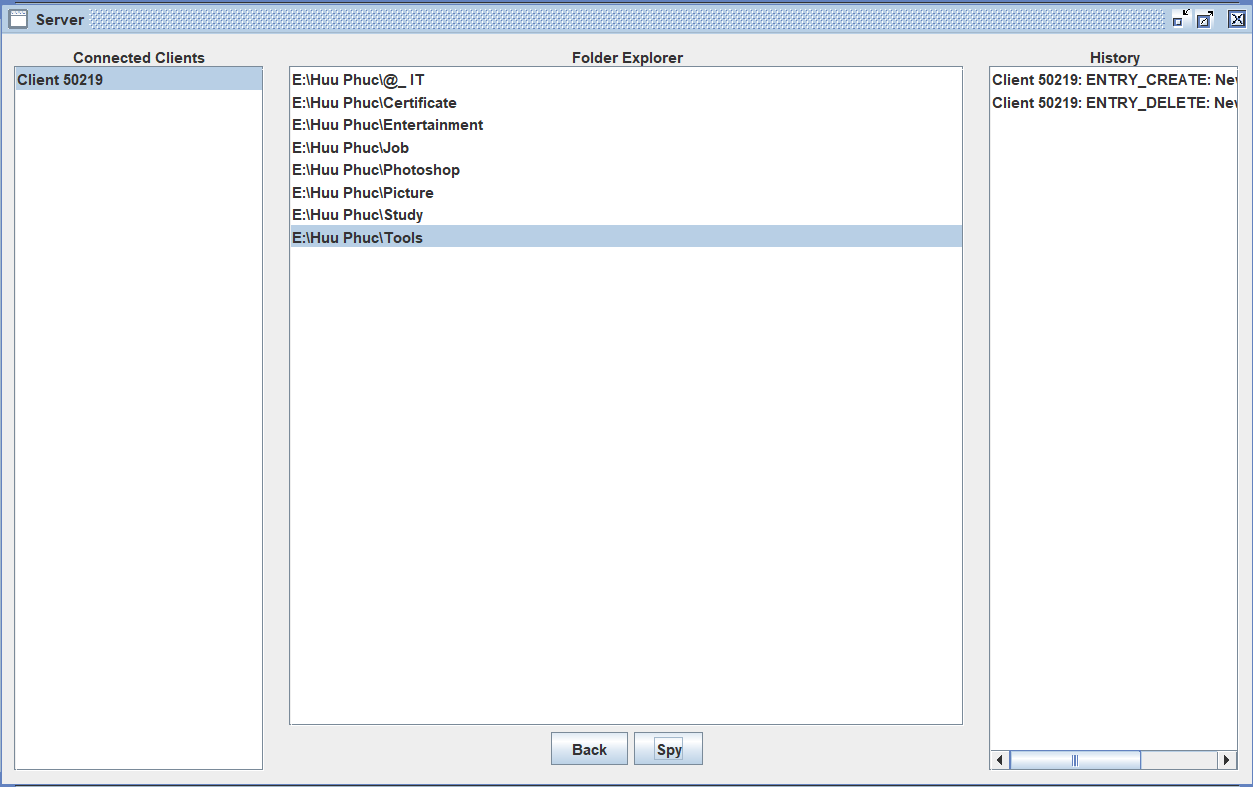 Server
Connected Clients
Client 50219
Folder Explorer
E:\Huu Phuc\@_ IT
E:\Huu Phuc\Certificate
E:\Huu Phuc\Entertainment
E:\Huu Phuc\Job
E:\Huu Phuc\Photoshop
E:\Huu Phuc\Picture
E:\Huu Phuc\Study
E:\Huu Phuc\Tools
Back
Spy
History
Client 50219: ENTRY_CREATE:
Client 50219: ENTRY_DELETE: